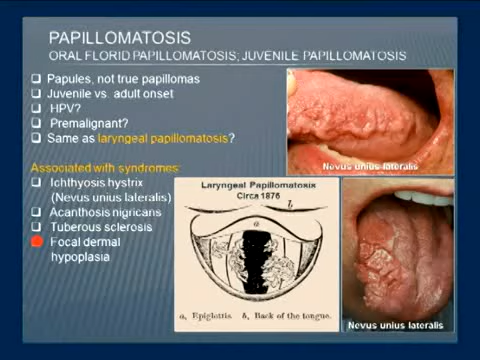 PAPILLOMATOSIS
ORAL FLORID PAPILLOMATOSIS; JUVENILE PAPILLOMATOSIS
Papules, not true papillomas
Juvenile vs. adult onset
HPV?
Premalignant?
Same as laryngeal papillomatosis?
Associated with syndromes:
Ichthyosis hystrix
(Nevus unius lateralis)
Acanthosis nigricans
Tuberous sclerosis
Focal dermal
hypoplasia
Nevus unius lateralis
Laryngeal Papillomatosis
Circa 1876
b
a
a, Epiglottis. b, Back of the tongue.
Nevus unius lateralis